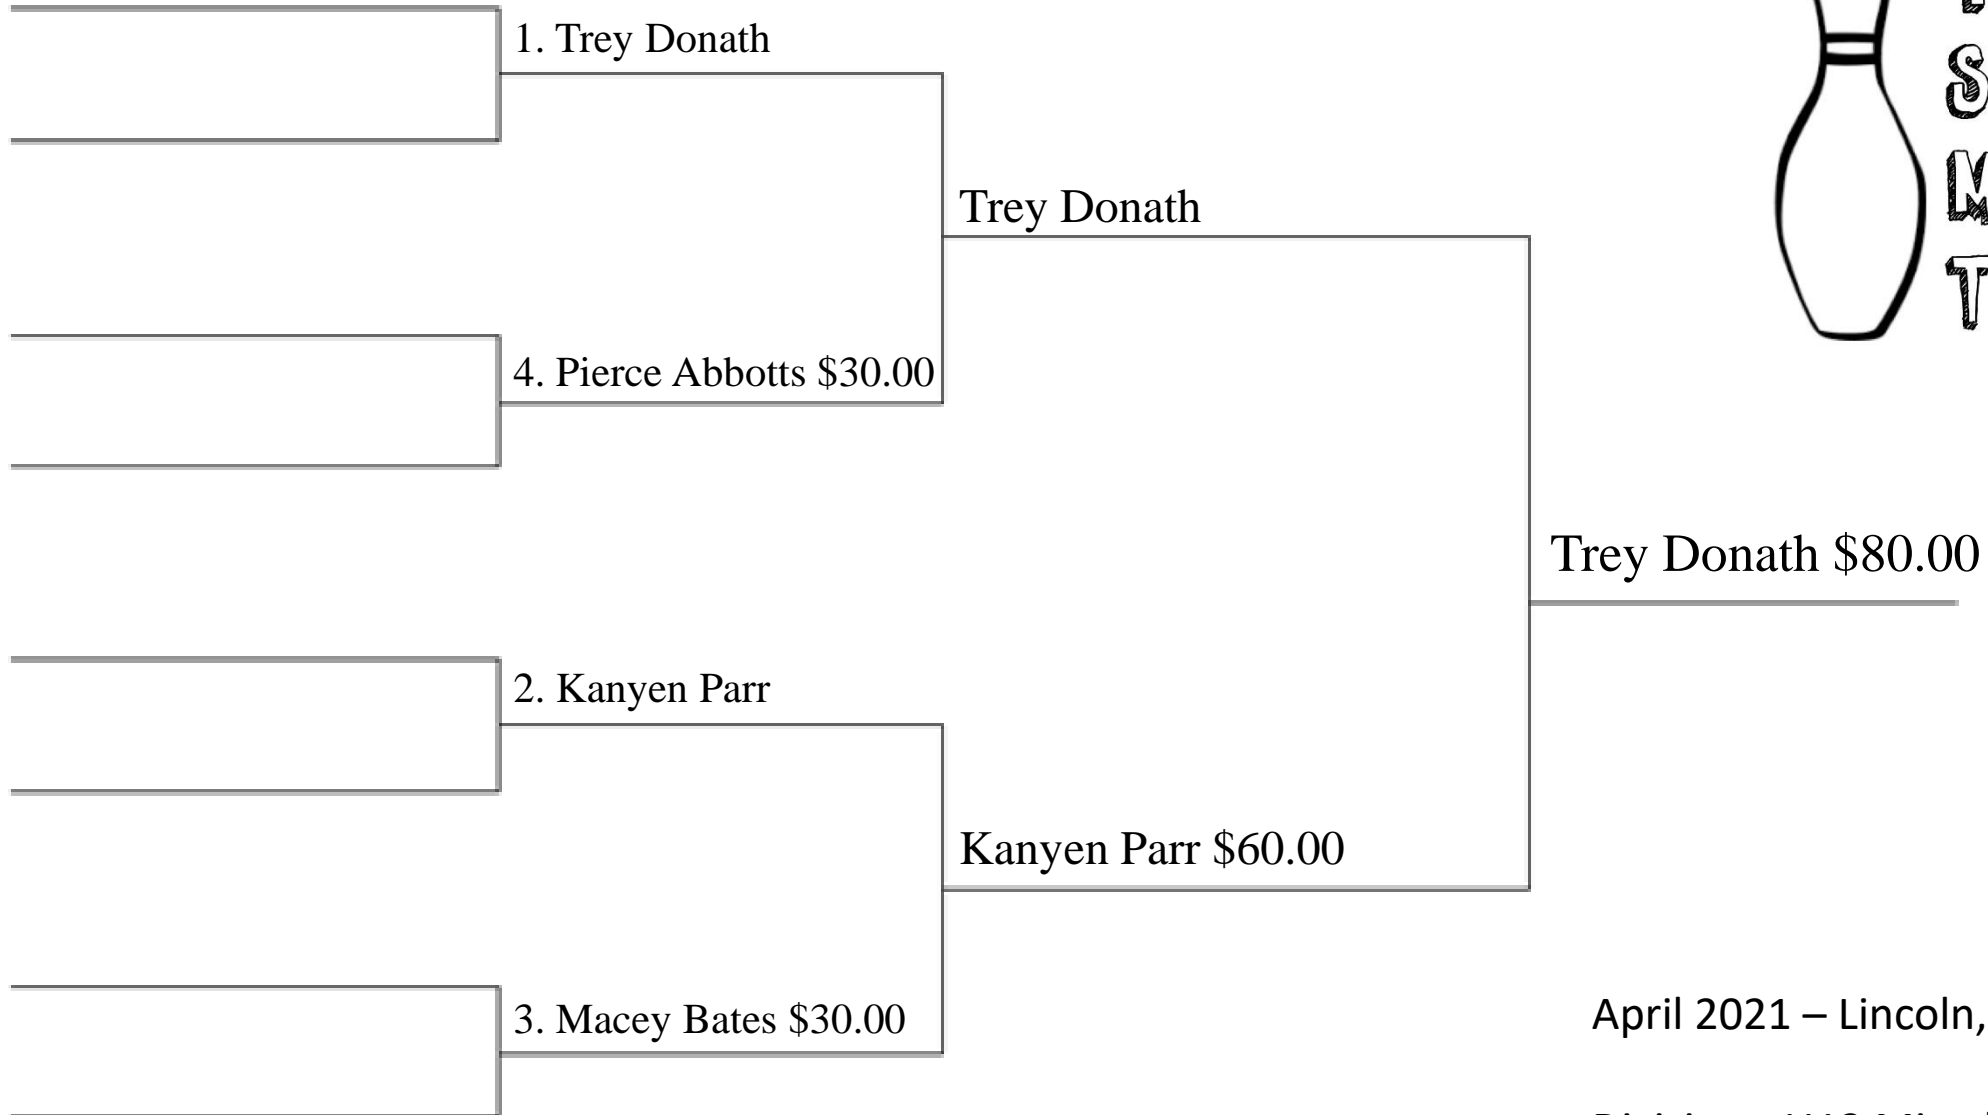 1. Trey Donath
S
M
T
Trey Donath
4. Pierce Abbotts $30.00
Trey Donath $80.00
2. Kanyen Parr
Kanyen Parr $60.00
3. Macey Bates $30.00
April 2021 – Lincoln,